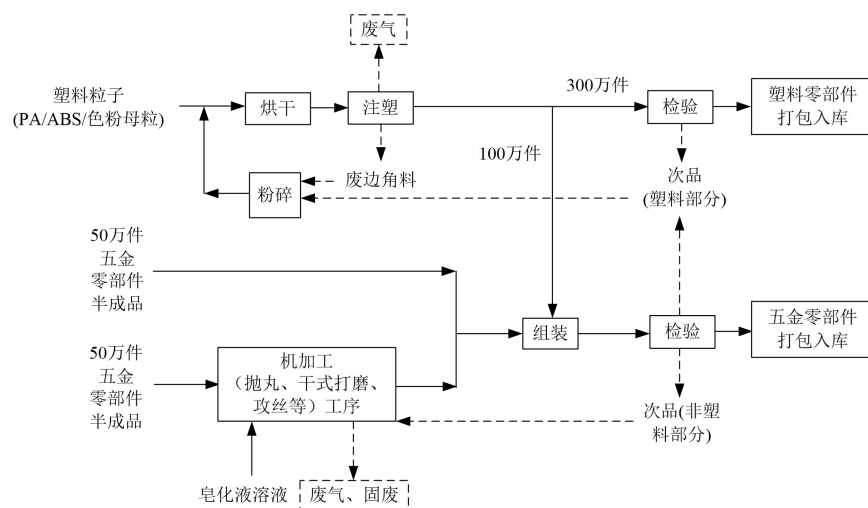 废气
塑料粒子
(PA/ABS/色粉母粒)
烘干
注塑
300万件
检验
塑料零部件
打包入库
100万件
废边角料
粉碎
次品
(塑料部分)
50万件
五金
零部件
半成品
组装
检验
五金零部件
打包入库
50万件
五金
零部件
半成品
机加工
（抛丸、干式打磨、
攻丝等）工序
次品(非塑
料部分)
皂化液溶液
废气、固废